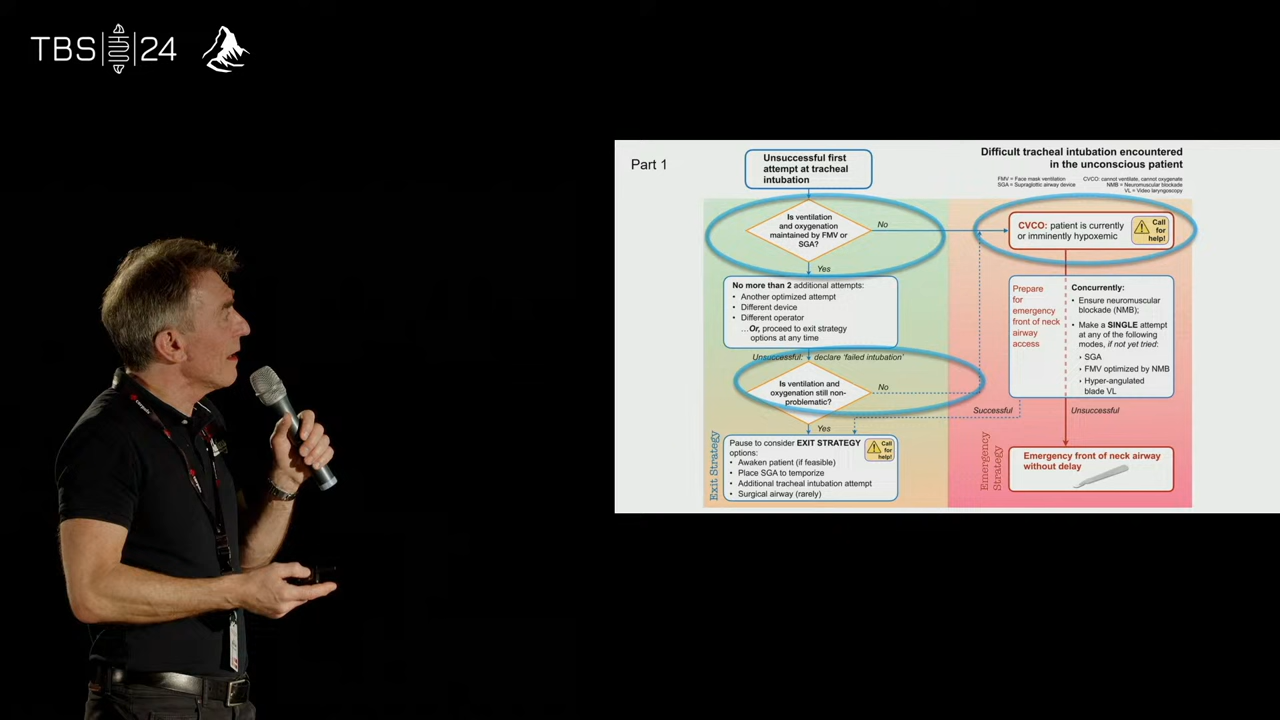 TBS 24
Part 1
Difficult tracheal intubation encountered
in the unconscious patient
FMV = Face mask ventilation
SGA = Supraglottic airway device
CVCO: cannot ventilate, cannot oxygenate
NMB = Neuromuscular blockade
VL = Video laryngoscopy
Unsuccessful first
attempt at tracheal
intubation
Is ventilation
and oxygenation
maintained by FMV or
SGA?
No
Yes
No more than 2 additional attempts:
• Another optimized attempt
• Different device
• Different operator
…Or, proceed to exit strategy
options at any time
Unsuccessful: declare ‘failed intubation’
Is ventilation and
oxygenation still non-
problematic?
No
Yes
Exit Strategy
Pause to consider EXIT STRATEGY
options:
• Awaken patient (if feasible)
• Place SGA to temporize
• Additional tracheal intubation attempt
• Surgical airway (rarely)
Call
for
help!
CVCO: patient is currently
or imminently hypoxemic
Call
for
help!
Prepare
for
emergency
front of neck
airway
access
Concurrently:
• Ensure neuromuscular
blockade (NMB);
• Make a SINGLE attempt
at any of the following
modes, if not yet tried:
› SGA
› FMV optimized by NMB
› Hyper-angulated
blade VL
Successful
Unsuccessful
Emergency
Strategy
Emergency front of neck airway
without delay